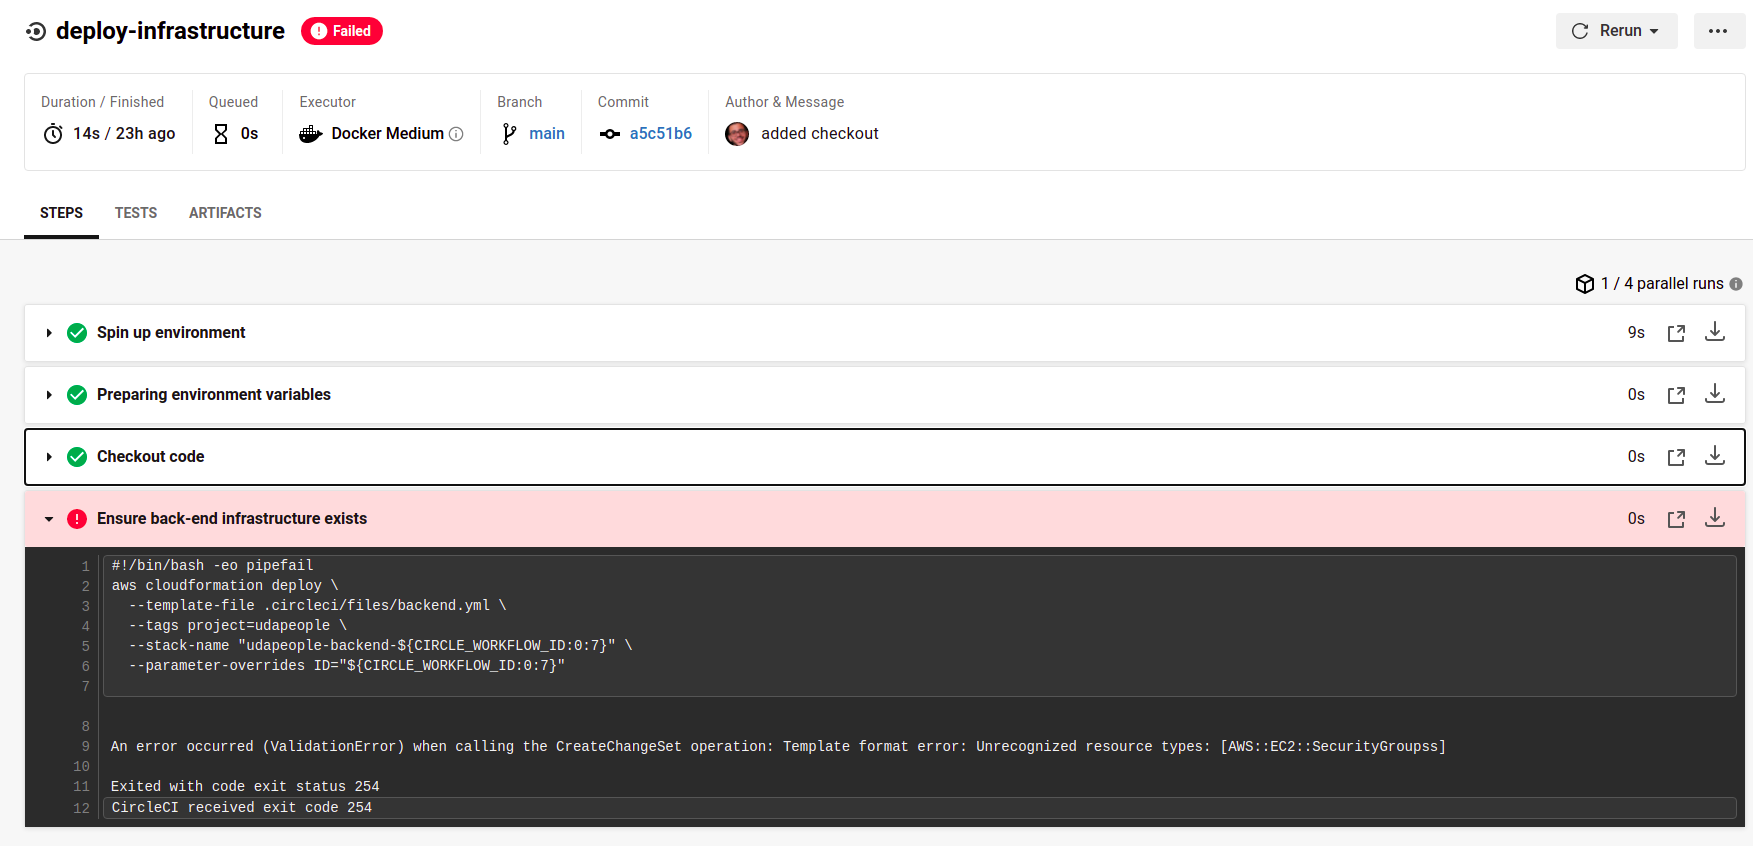 deploy-infrastructure Failed Rerun
Duration / Finished Queued Executor Branch Commit Author & Message
14s / 23h ago 0s Docker Medium main a5c51b6 added checkout
STEPS TESTS ARTIFACTS
1 / 4 parallel runs
Spin up environment 9s
Preparing environment variables 0s
Checkout code 0s
Ensure back-end infrastructure exists 0s
1 #!/bin/bash -eo pipefail
2 aws cloudformation deploy \
3 --template-file .circleci/files/backend.yml \
4 --tags project=udapeople \
5 --stack-name "udapeople-backend-${CIRCLE_WORKFLOW_ID:0:7}" \
6 --parameter-overrides ID="${CIRCLE_WORKFLOW_ID:0:7}"
7
8
9 An error occurred (ValidationError) when calling the CreateChangeSet operation: Template format error: Unrecognized resource types: [AWS::EC2::SecurityGroupss]
10
11 Exited with code exit status 254
12 CircleCI received exit code 254